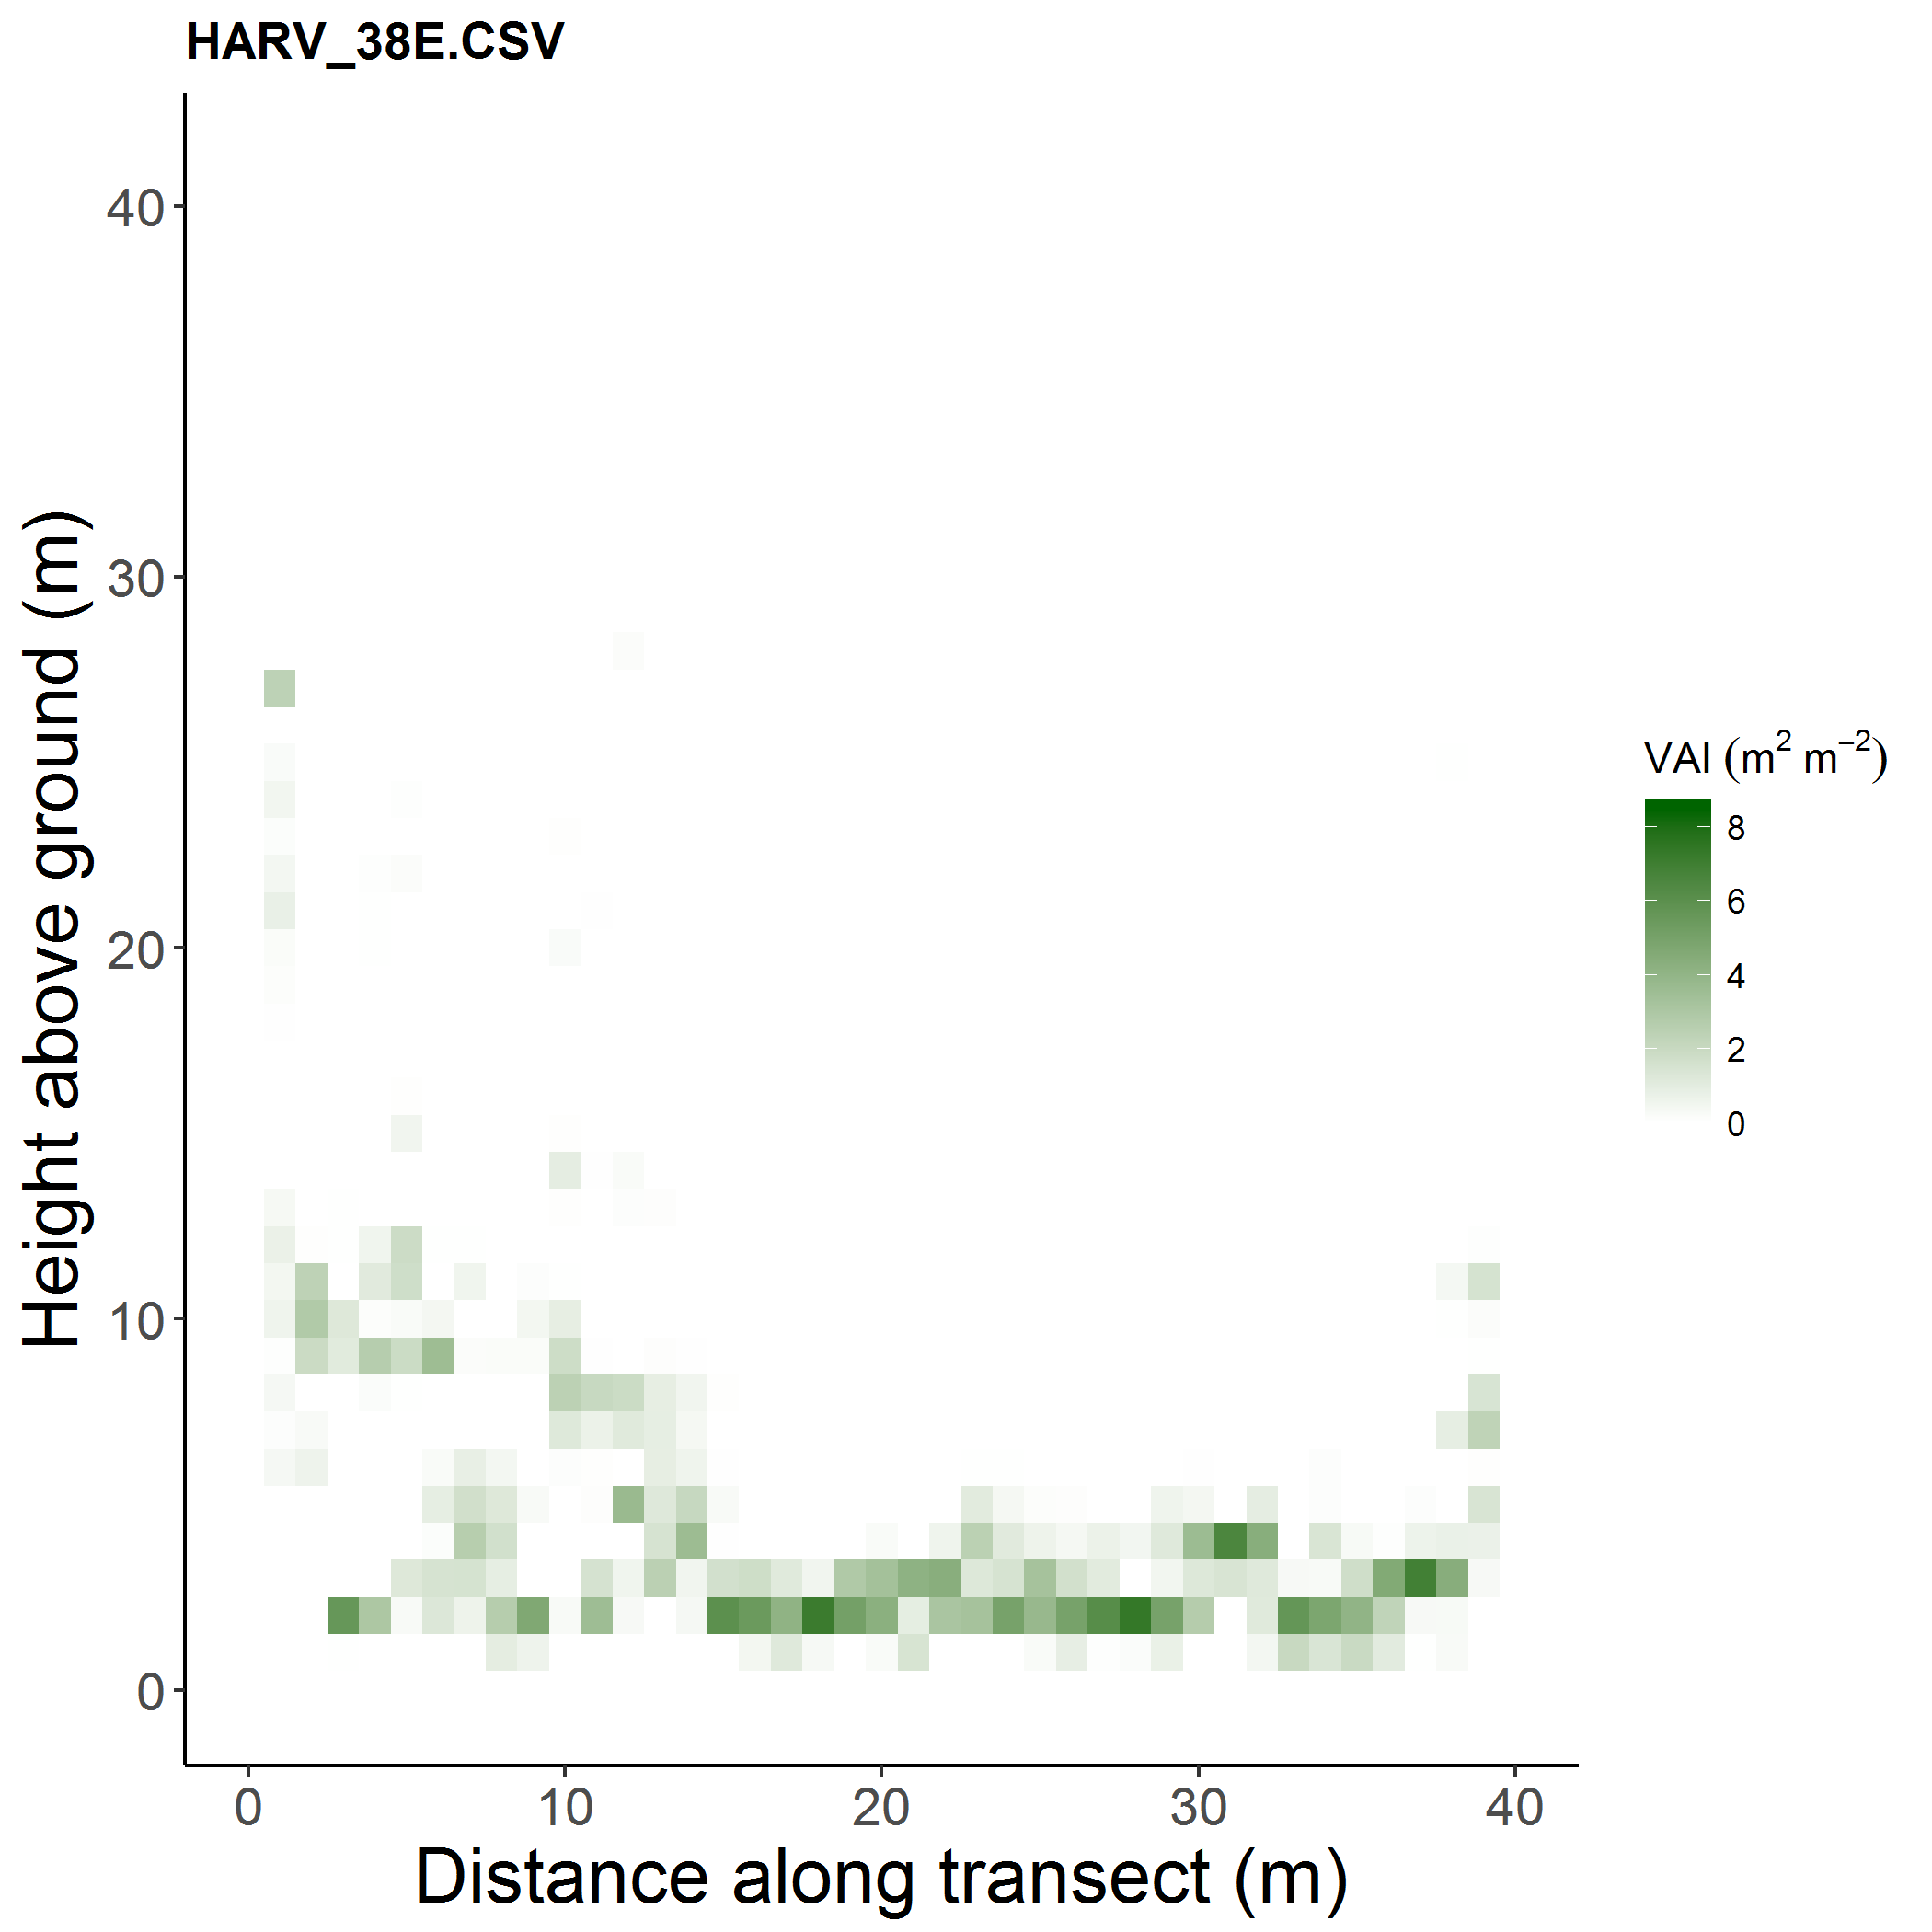 HARV_38E.CSV
40
30
20
10
0
Height above ground (m)
0 10 20 30 40
Distance along transect (m)
VAI (m² m⁻²)
8
6
4
2
0